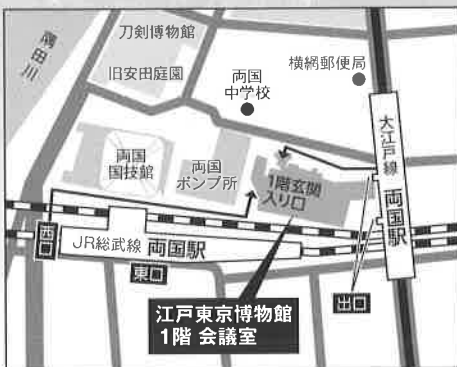 刀剣博物館
隅田川
旧安田庭園
両国
中学校
横網郵便局
大江戸線
両国駅
両国
国技館
両国
ポンプ所
1階玄関
入り口
西口
JR総武線 両国駅
東口
出口
江戸東京博物館
1階 会議室